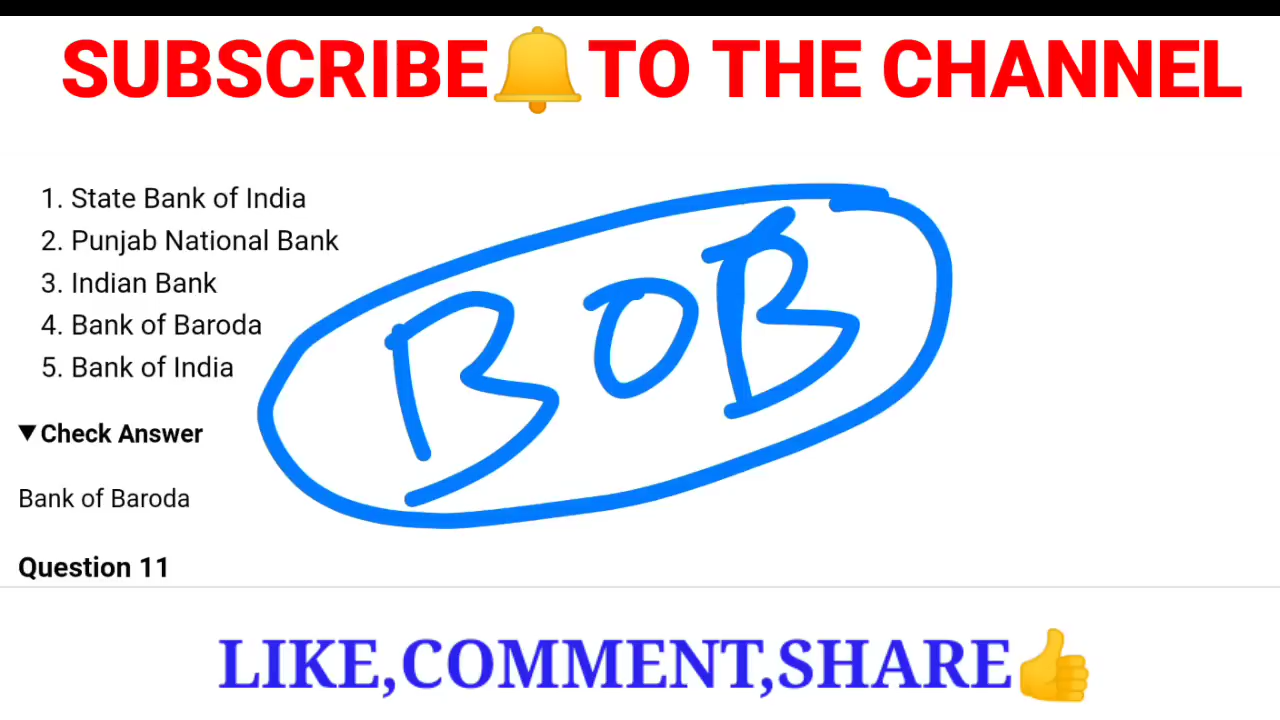 SUBSCRIBE🔔TO THE CHANNEL
1. State Bank of India
2. Punjab National Bank
3. Indian Bank
4. Bank of Baroda
5. Bank of India
BOB
▼Check Answer
Bank of Baroda
Question 11
LIKE,COMMENT,SHARE👍